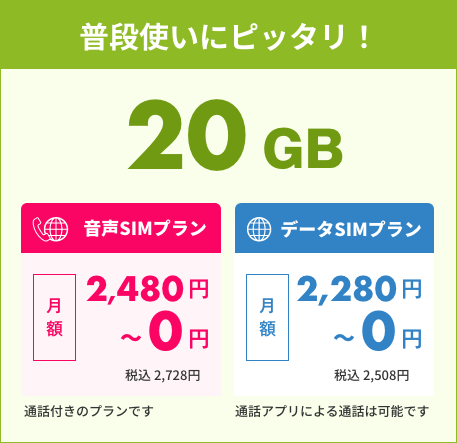 普段使いにピッタリ！
20 GB
音声SIMプラン
月額
2,480円
～0円
税込 2,728円
通話付きのプランです
データSIMプラン
月額
2,280円
～0円
税込 2,508円
通話アプリによる通話は可能です